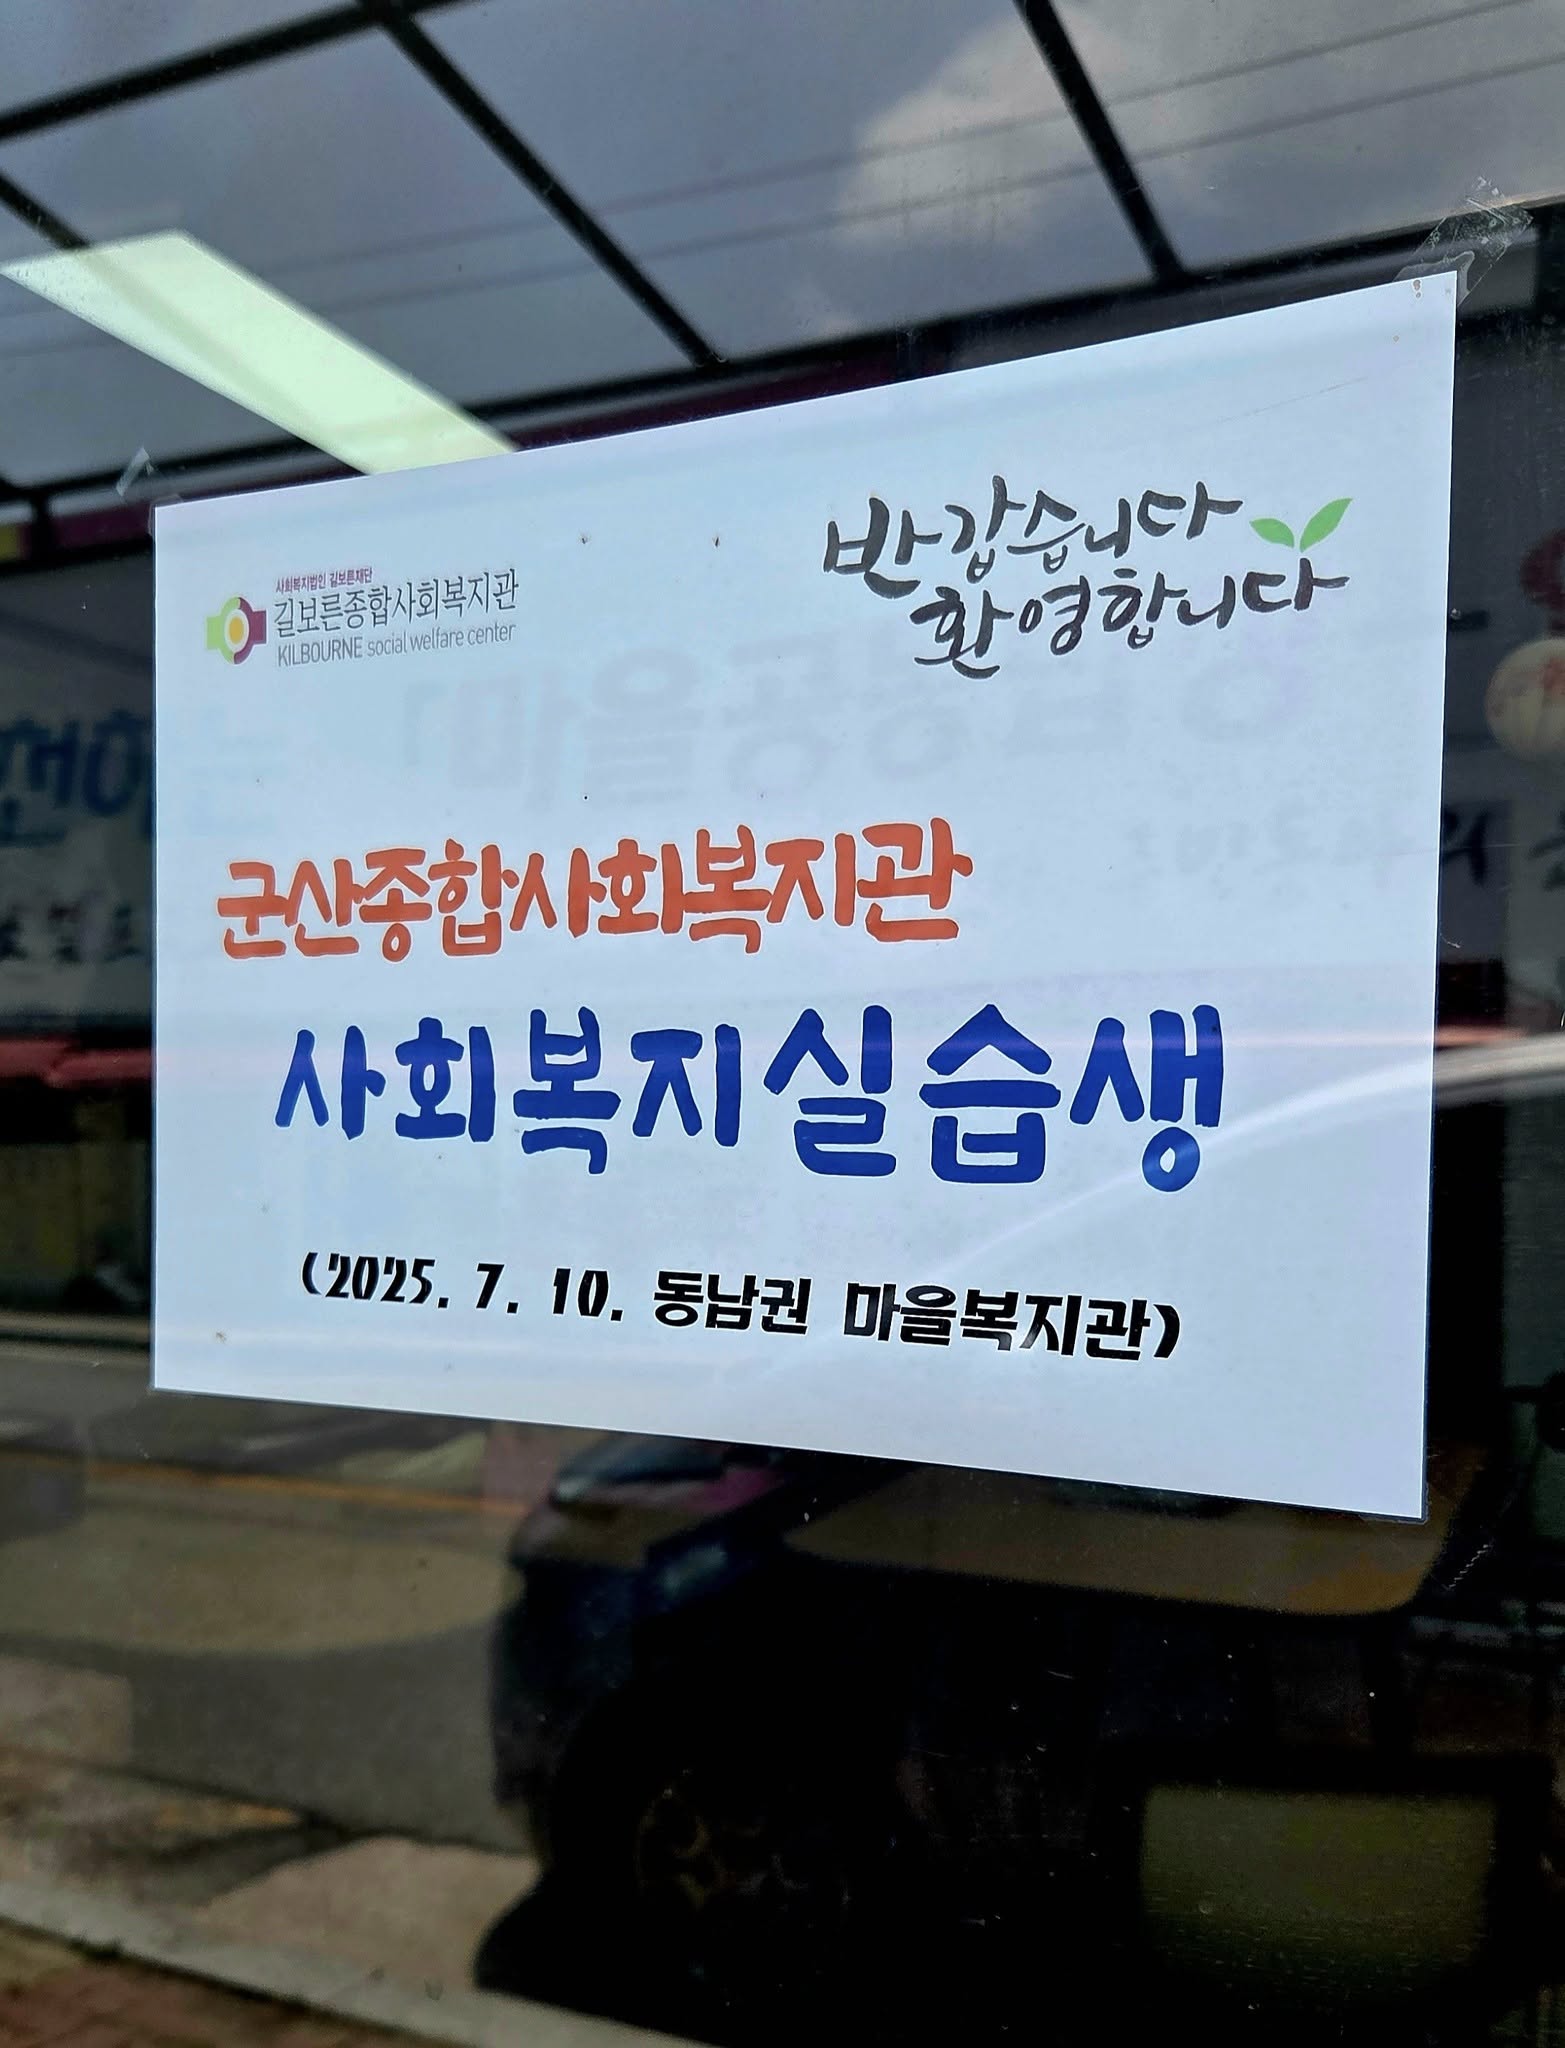 사회복지법인 길보른재단
길보른종합사회복지관
KILBOURNE social welfare center
반갑습니다
환영합니다
군산종합사회복지관
사회복지실습생
(2025. 7. 10. 동남권 마을복지관)